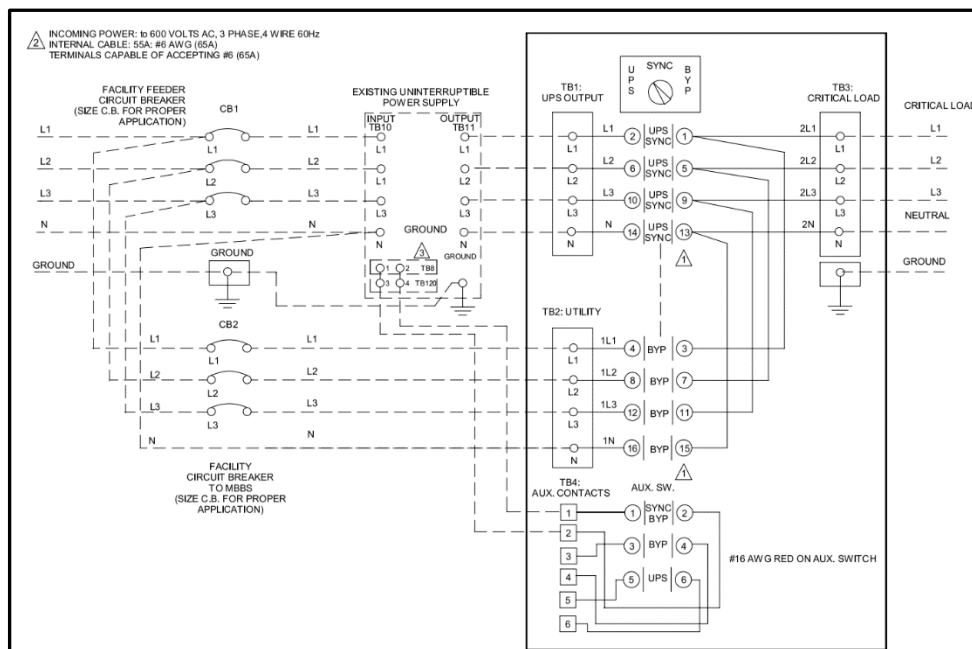 2
INCOMING POWER: to 600 VOLTS AC, 3 PHASE,4 WIRE 60Hz
INTERNAL CABLE: 55A: #6 AWG (65A)
TERMINALS CAPABLE OF ACCEPTING #6 (65A)
FACILITY FEEDER
CIRCUIT BREAKER
(SIZE C.B. FOR PROPER
APPLICATION)
CB1
L1
L1
L1
L2
L2
L2
L3
L3
L3
N
N
GROUND
GROUND
EXISTING UNINTERRUPTIBLE
POWER SUPPLY
INPUT
TB10
OUTPUT
TB11
L1
L1
L1
L2
L3
L3
N
N
GROUND
GROUND
3
1
2
TB8
3
4
TB120
CB2
L1
L1
L1
L2
L2
L2
L3
L3
L3
N
N
FACILITY
CIRCUIT BREAKER
TO MBBS
(SIZE C.B. FOR PROPER
APPLICATION)
UPS
SYNC
BYP
TB1:
UPS OUTPUT
L1
L2
L3
N
L1
2
UPS
SYNC
1
2L1
L2
6
UPS
SYNC
5
2L2
L3
10
UPS
SYNC
9
2L3
N
14
UPS
SYNC
13
2N
1
TB3:
CRITICAL LOAD
L1
L2
L3
N
CRITICAL LOAD
L1
L2
L3
NEUTRAL
GROUND
TB2: UTILITY
L1
L2
L3
N
1L1
4
BYP
3
1L2
8
BYP
7
1L3
12
BYP
11
1N
16
BYP
15
1
TB4:
AUX. CONTACTS
AUX. SW.
1
1
SYNC
BYP
2
2
3
3
BYP
4
4
5
5
UPS
6
6
#16 AWG RED ON AUX. SWITCH